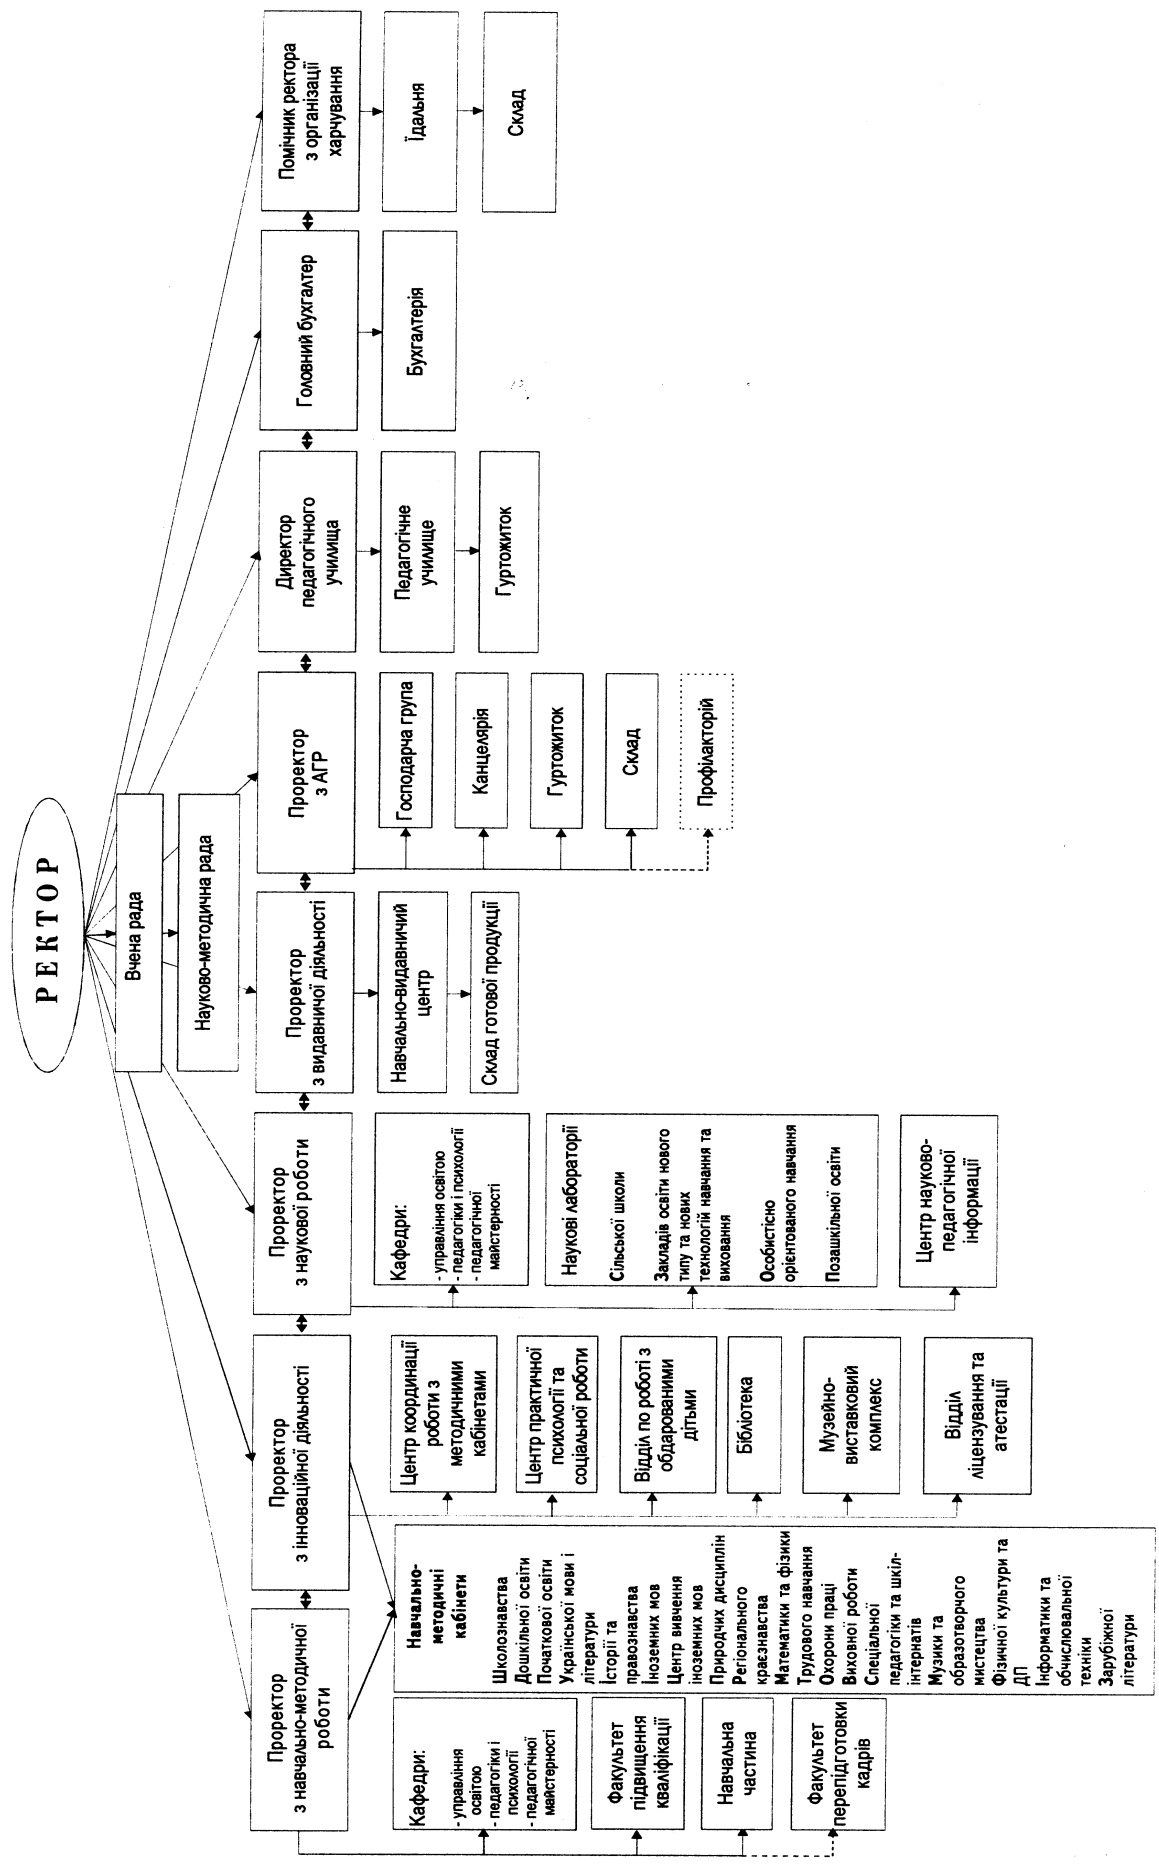 РЕКТОР
Вчена рада
Науково-методична рада
Проректор
з навчально-методичної
роботи
Проректор
з інноваційної діяльності
Проректор
з наукової роботи
Проректор
з видавничої діяльності
Проректор
з АГР
Директор
педагогічного
училища
Головний бухгалтер
Помічник ректора
з організації
харчування
Кафедри:
- управління
освітою
- педагогіки і
психології
- педагогічної
майстерності
Факультет
підвищення
кваліфікації
Навчальна
частина
Факультет
перепідготовки
кадрів
Навчально-
методичні
кабінети
Школознавства
Дошкільної освіти
Початкової освіти
Української мови і
літератури
Історії та
правознавства
Іноземних мов
Центр вивчення
іноземних мов
Природчих дисциплін
Регіонального
краєзнавства
Математики та фізики
Трудового навчання
Охорони праці
Виховної роботи
Спеціальної
педагогіки та шкіл-
інтернатів
Музики та
образотворчого
мистецтва
Фізичної культури та
ДП
Інформатики та
обчислювальної
техніки
Зарубіжної
літератури
Центр координації
роботи з
методичними
кабінетами
Центр практичної
психології та
соціальної роботи
Відділ по роботі з
обдарованими
дітьми
Бібліотека
Музейно-
виставковий
комплекс
Відділ
ліцензування та
атестації
Кафедри:
- управління освітою
- педагогіки і психології
- педагогічної
майстерності
Наукові лабораторії
Сільської школи
Закладів освіти нового
типу та нових
технологій навчання та
виховання
Особистісно
орієнтованого навчання
Позашкільної освіти
Центр науково-
педагогічної
інформації
Навчально-видавничий
центр
Склад готової продукції
Господарча група
Канцелярія
Гуртожиток
Склад
Профілакторій
Педагогічне
училище
Гуртожиток
Бухгалтерія
Їдальня
Склад